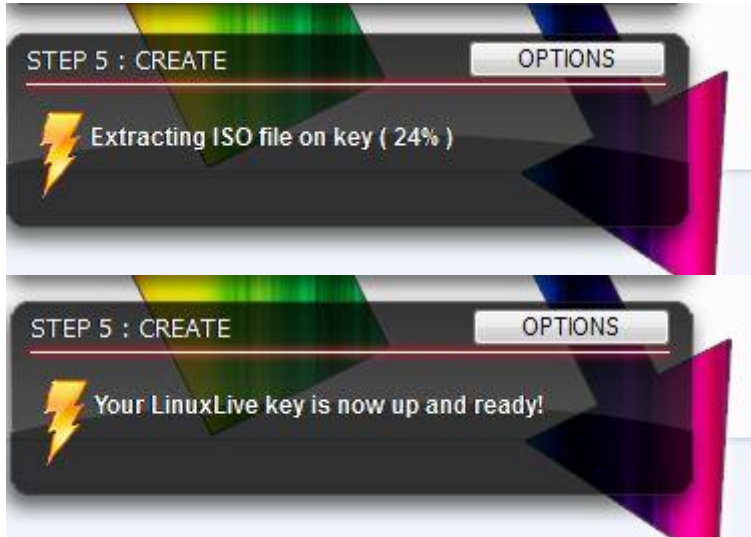 STEP 5 : CREATE OPTIONS
Extracting ISO file on key ( 24% )
STEP 5 : CREATE OPTIONS
Your LinuxLive key is now up and ready!